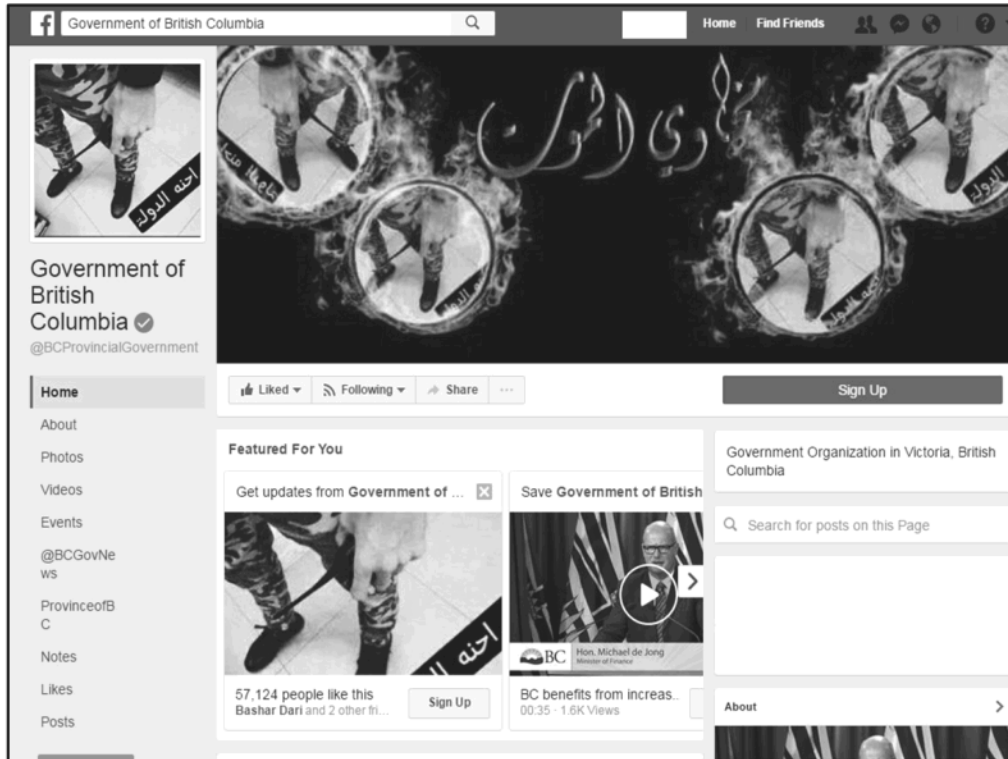 Government of British Columbia
Home
Find Friends
احنه الدولة
Government of
British
Columbia
@BCProvincialGovernment
Liked
Following
Share
Sign Up
Home
About
Photos
Videos
Events
@BCGovNe
ws
ProvinceofB
C
Notes
Likes
Posts
Featured For You
Get updates from Government of ...
57,124 people like this
Bashar Dari and 2 other fri...
Sign Up
Save Government of British
BC
Hon. Michael de Jong
Minister of Finance
BC benefits from increas..
00:35 · 1.6K Views
Government Organization in Victoria, British
Columbia
Search for posts on this Page
About